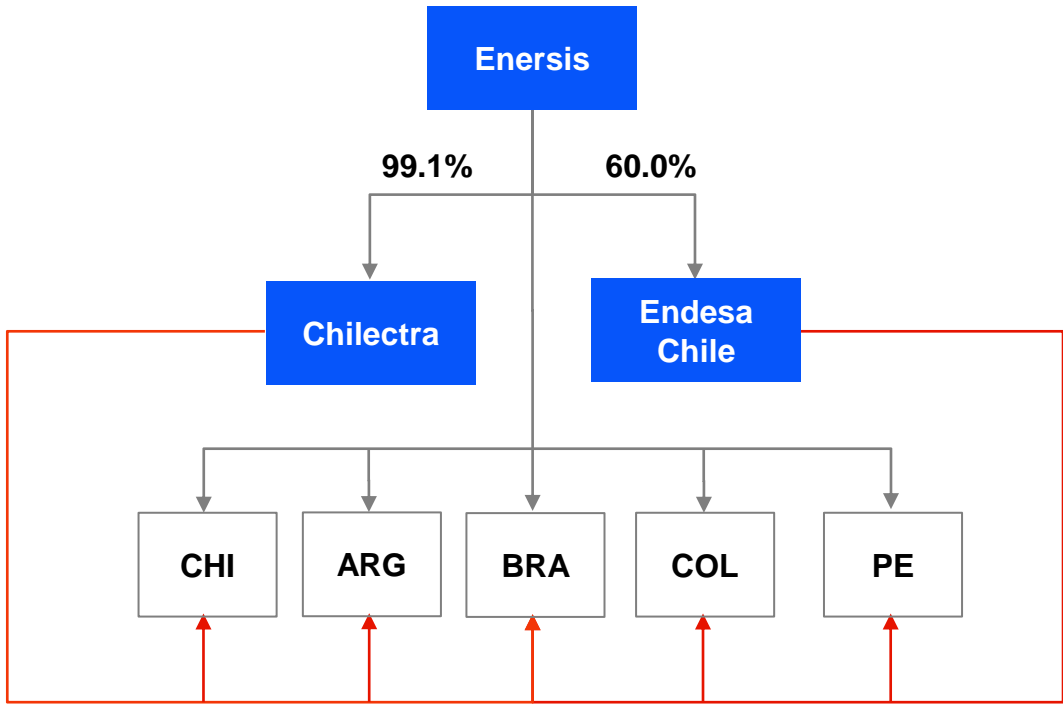 Enersis
99.1%
60.0%
Chilectra
Endesa
Chile
CHI
ARG
BRA
COL
PE